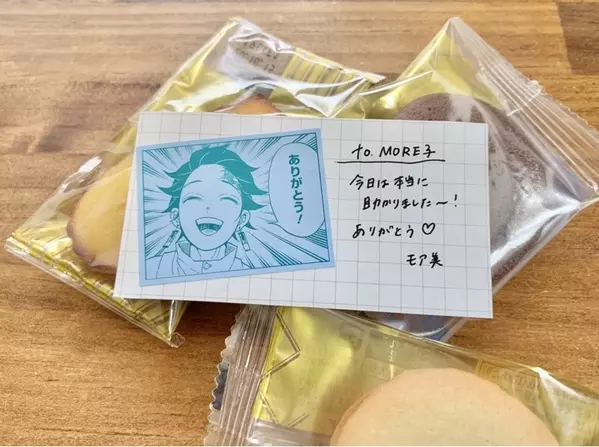 ありがとう!
to. MORE子
今日は本当に
助かりました〜!
ありがとう♡
モア美